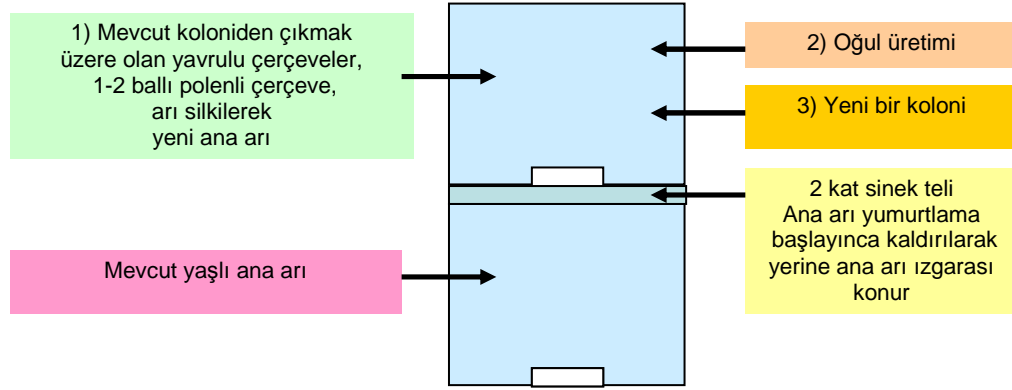 1) Mevcut koloniden çıkmak
üzere olan yavrulu çerçeveler,
1-2 ballı polenli çerçeve,
arı silkilerek
yeni ana arı
2) Oğul üretimi
3) Yeni bir koloni
2 kat sinek teli
Ana arı yumurtlama
başlayınca kaldırılarak
yerine ana arı ızgarası
konur
Mevcut yaşlı ana arı